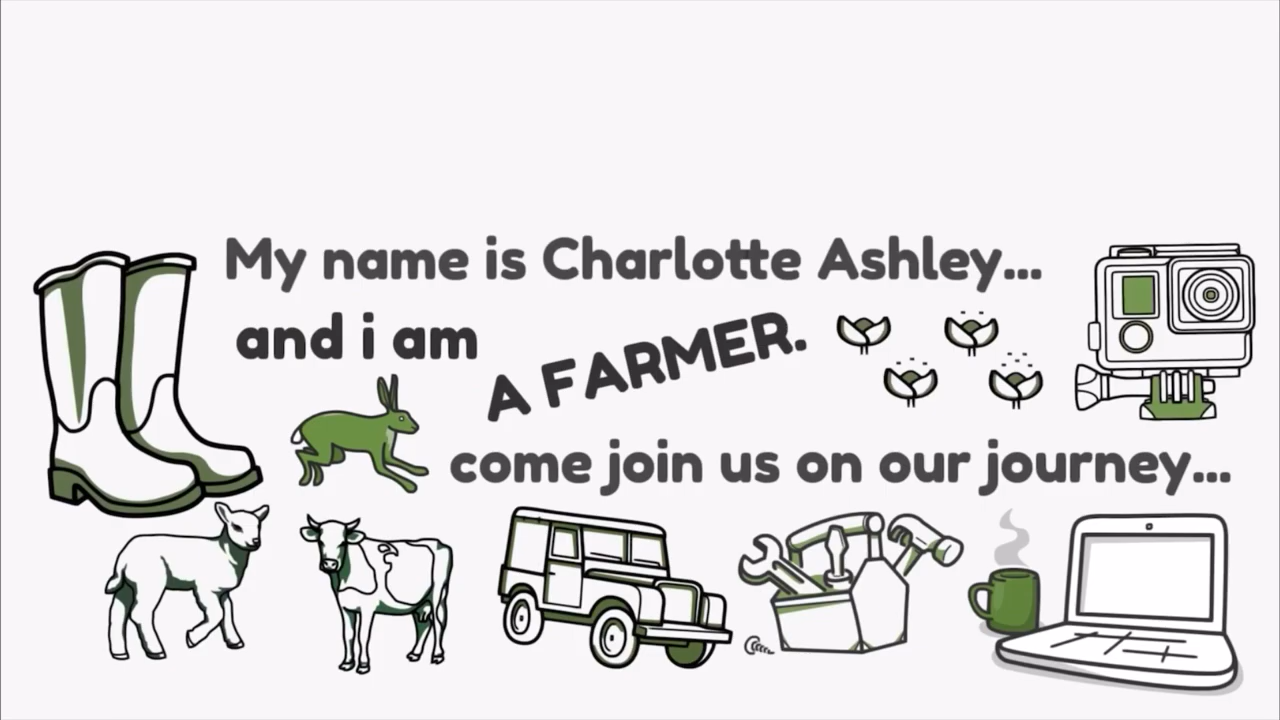 My name is Charlotte Ashley...
and i am
A FARMER.
come join us on our journey...